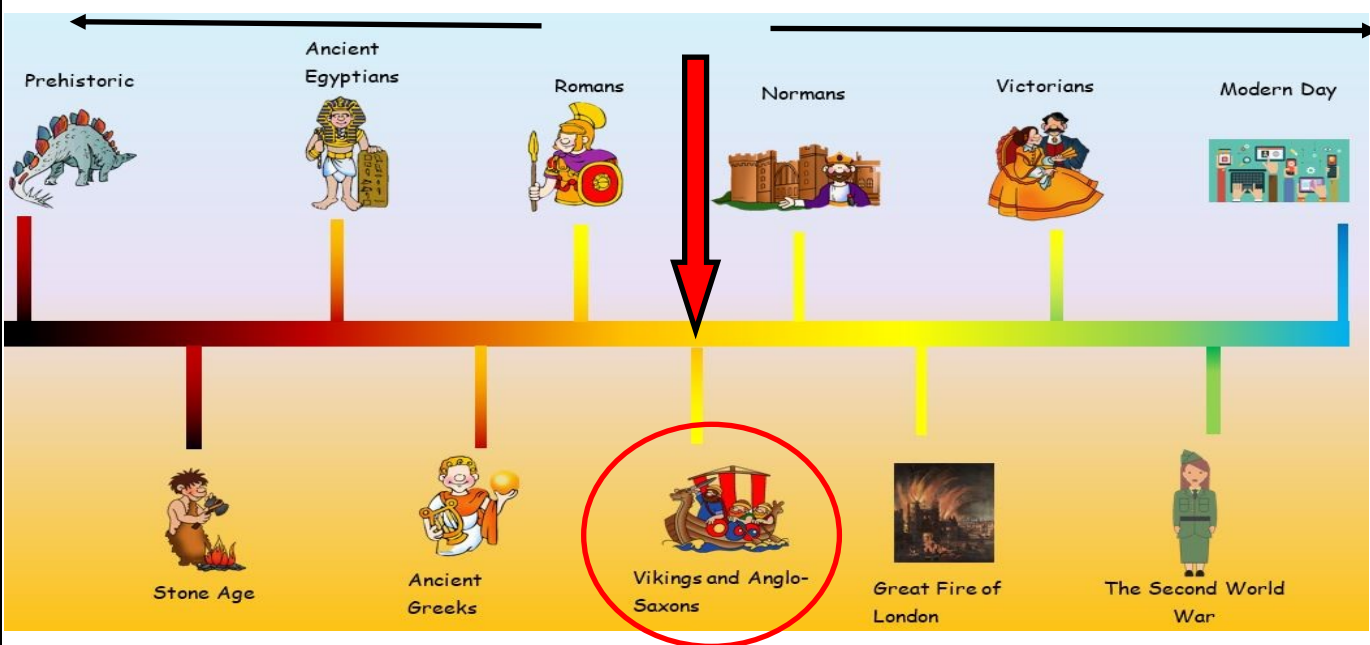 Prehistoric
Ancient
Egyptians
Romans
Normans
Victorians
Modern Day
Stone Age
Ancient
Greeks
Vikings and Anglo-
Saxons
Great Fire of
London
The Second World
War